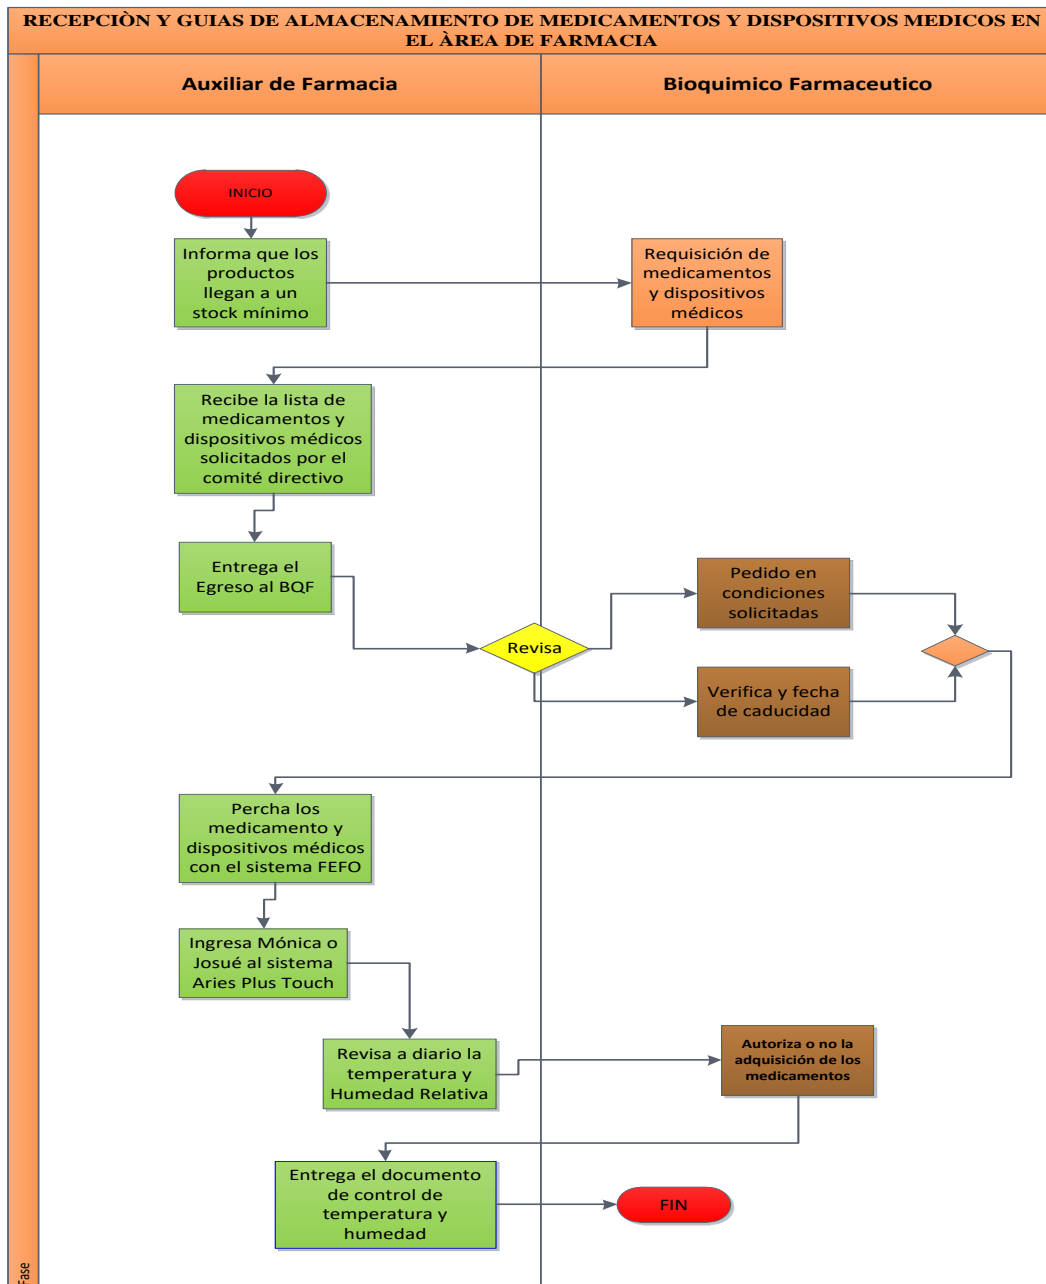 RECEPCIÒN Y GUIAS DE ALMACENAMIENTO DE MEDICAMENTOS Y DISPOSITIVOS MEDICOS EN
EL ÀREA DE FARMACIA
Auxiliar de Farmacia
Bioquimico Farmaceutico
INICIO
Informa que los
productos
llegan a un
stock mínimo
Requisición de
medicamentos
y dispositivos
médicos
Recibe la lista de
medicamentos y
dispositivos médicos
solicitados por el
comité directivo
Entrega el
Egreso al BQF
Revisa
Pedido en
condiciones
solicitadas
Verifica y fecha
de caducidad
Percha los
medicamento y
dispositivos médicos
con el sistema FEFO
Ingresa Mónica o
Josué al sistema
Aries Plus Touch
Revisa a diario la
temperatura y
Humedad Relativa
Autoriza o no la
adquisición de los
medicamentos
Entrega el documento
de control de
temperatura y
humedad
FIN
Fase